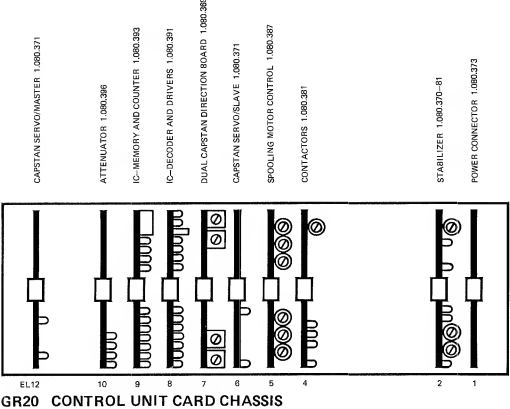 CAPSTAN SERVO/MASTER 1.080.371
ATTENUATOR 1.080.396
IC-MEMORY AND COUNTER 1.080.393
IC-DECODER AND DRIVERS 1.080.391
DUAL CAPSTAN DIRECTION BOARD 1.080.369
CAPSTAN SERVO/SLAVE 1.080.371
SPOOLING MOTOR CONTROL 1.080.387
CONTACTORS 1.080.381
STABILIZER 1.080.370-81
POWER CONNECTOR 1.080.373
EL12 10 9 8 7 6 5 4 2 1
GR20 CONTROL UNIT CARD CHASSIS